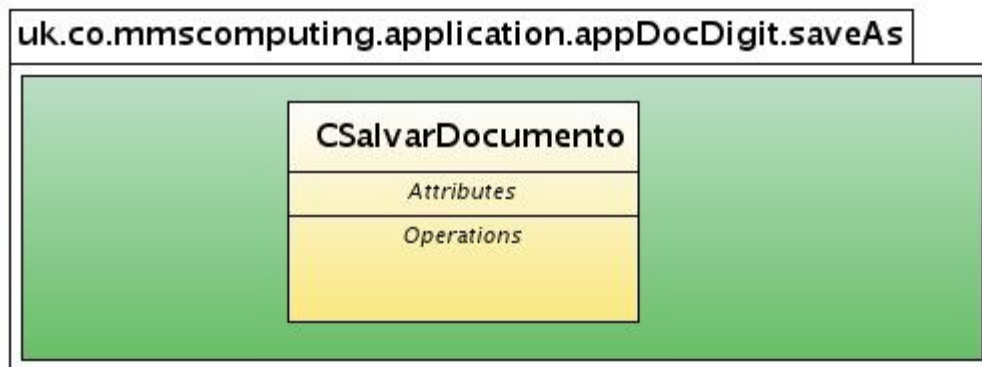 uk.co.mmscomputing.application.appDocDigit.saveAs
CSalvarDocumento
Attributes
Operations